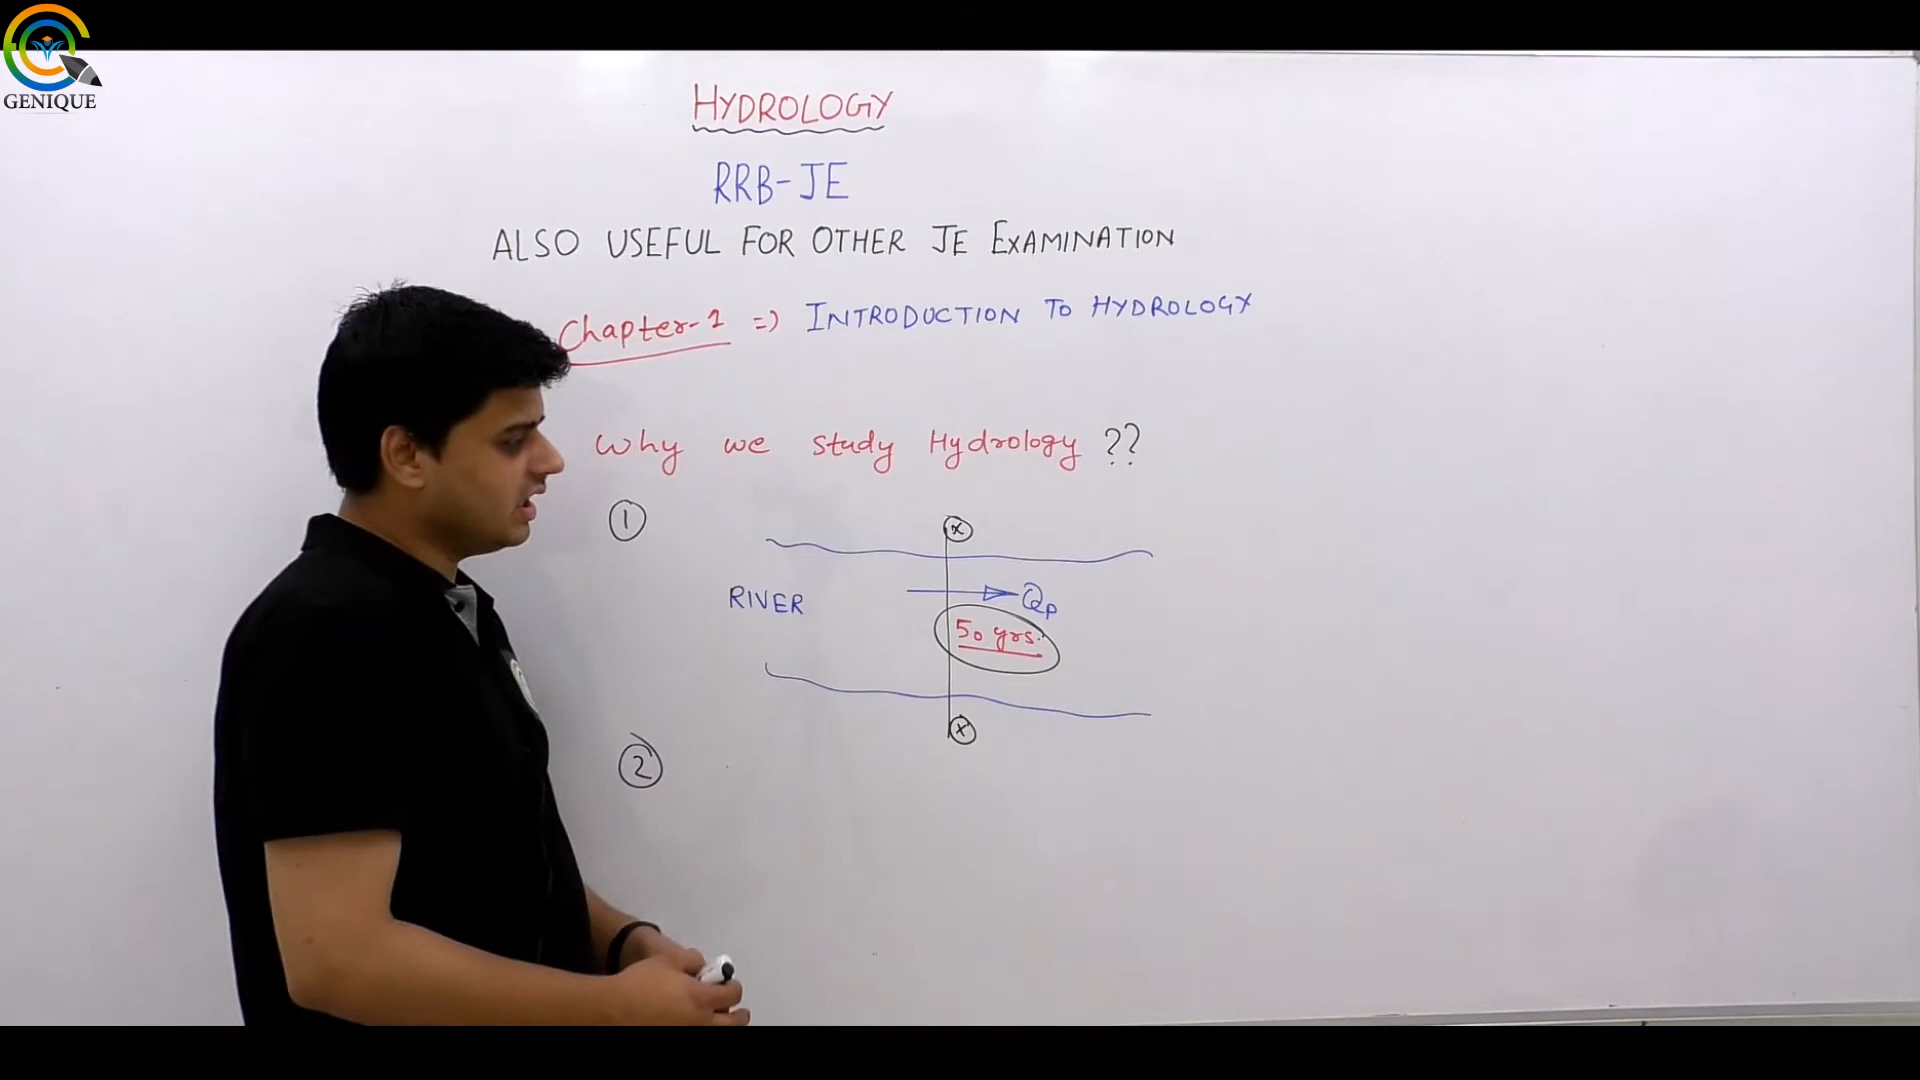 GENIQUE
HYDROLOGY
RRB-JE
ALSO USEFUL FOR OTHER JE EXAMINATION
Chapter-1 => INTRODUCTION TO HYDROLOGY
Why we study Hydrology ??
1
x
RIVER
Qp
50 yrs.
x
2